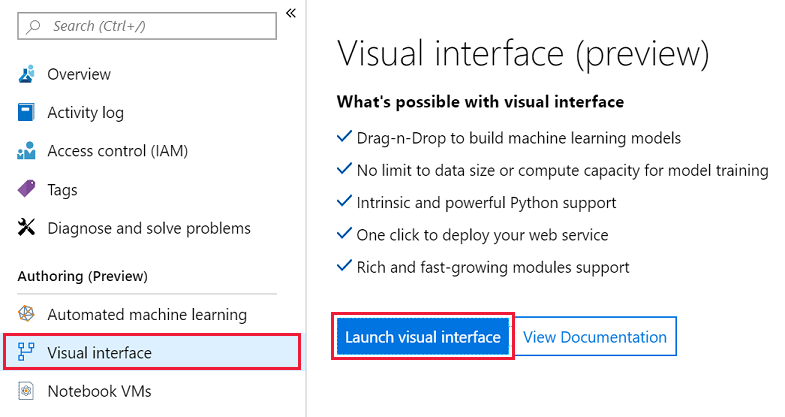 Search (Ctrl+/)
Overview
Activity log
Access control (IAM)
Tags
Diagnose and solve problems
Authoring (Preview)
Automated machine learning
Visual interface
Notebook VMs
Visual interface (preview)
What's possible with visual interface
Drag-n-Drop to build machine learning models
No limit to data size or compute capacity for model training
Intrinsic and powerful Python support
One click to deploy your web service
Rich and fast-growing modules support
Launch visual interface
View Documentation